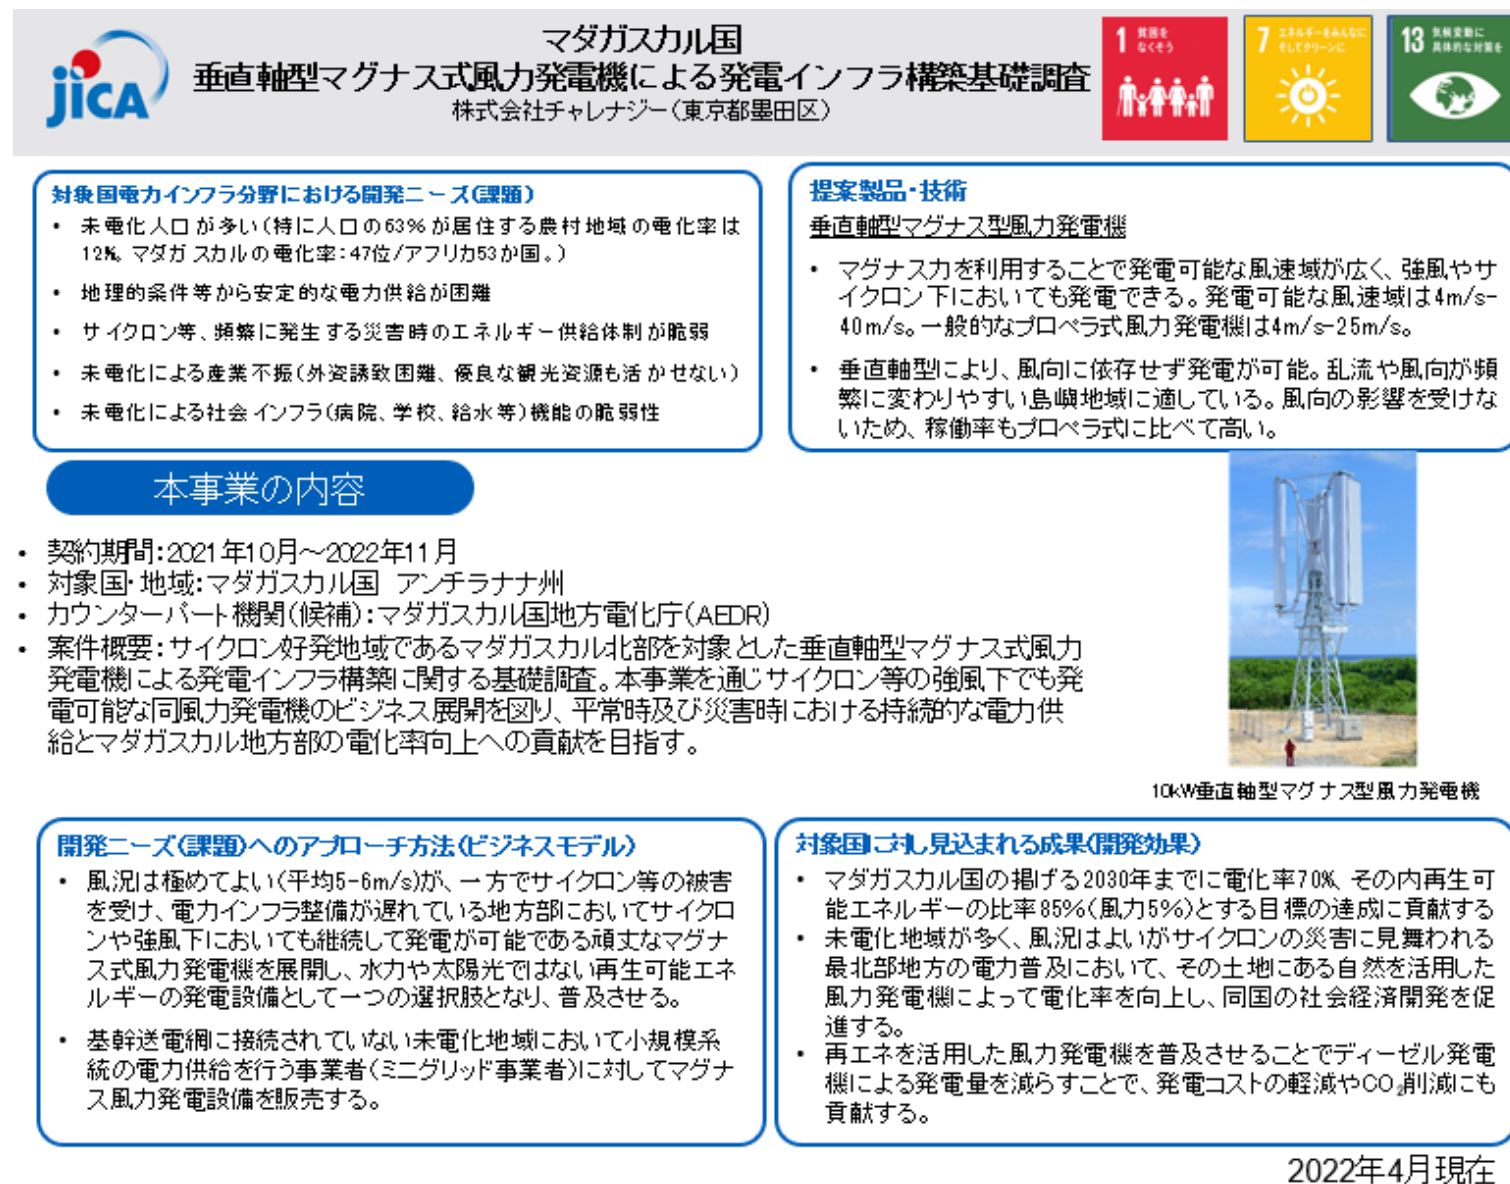 jica
マダガスカル国
垂直軸型マグナス式風力発電機による発電インフラ構築基礎調査
株式会社チャレナジー（東京都墨田区）
1 貧困を
なくそう
7 エネルギーをみんなに
そしてクリーンに
13 気候変動に
具体的な対策を
対象国電力インフラ分野における開発ニーズ（課題）
• 未電化人口が多い（特に人口の63%が居住する農村地域の電化率は
12%。マダガスカルの電化率：47位/アフリカ53か国。）
• 地理的条件等から安定的な電力供給が困難
• サイクロン等、頻繁に発生する災害時のエネルギー供給体制が脆弱
• 未電化による産業不振（外資誘致困難、優良な観光資源も活かせない）
• 未電化による社会インフラ（病院、学校、給水等）機能の脆弱性
提案製品・技術
垂直軸型マグナス型風力発電機
• マグナス力を利用することで発電可能な風速域が広く、強風やサ
イクロン下においても発電できる。発電可能な風速域は4m/s-
40m/s。一般的なプロペラ式風力発電機は4m/s-25m/s。
• 垂直軸型により、風向に依存せず発電が可能。乱流や風向が頻
繁に変わりやすい島嶼地域に適している。風向の影響を受けな
いため、稼働率もプロペラ式に比べて高い。
本事業の内容
• 契約期間：2021年10月～2022年11月
• 対象国・地域：マダガスカル国 アンチラナナ州
• カウンターパート機関（候補）：マダガスカル国地方電化庁（AEDR）
• 案件概要：サイクロン好発地域であるマダガスカル北部を対象とした垂直軸型マグナス式風力
発電機による発電インフラ構築に関する基礎調査。本事業を通じサイクロン等の強風下でも発
電可能な同風力発電機のビジネス展開を図り、平常時及び災害時における持続的な電力供
給とマダガスカル地方部の電化率向上への貢献を目指す。
10kW垂直軸型マグナス型風力発電機
開発ニーズ（課題）へのアプローチ方法（ビジネスモデル）
• 風況は極めてよい（平均5-6m/s）が、一方でサイクロン等の被害
を受け、電力インフラ整備が遅れている地方部においてサイクロ
ンや強風下においても継続して発電が可能である頑丈なマグナ
ス式風力発電機を展開し、水力や太陽光ではない再生可能エネ
ルギーの発電設備として一つの選択肢となり、普及させる。
• 基幹送電網に接続されていない未電化地域において小規模系
統の電力供給を行う事業者（ミニグリッド事業者）に対してマグナ
ス風力発電設備を販売する。
対象国に対し見込まれる成果（開発効果）
• マダガスカル国の掲げる2030年までに電化率70%、その内再生可
能エネルギーの比率85%（風力5%）とする目標の達成に貢献する
• 未電化地域が多く、風況はよいがサイクロンの災害に見舞われる
最北部地方の電力普及において、その土地にある自然を活用した
風力発電機によって電化率を向上し、同国の社会経済開発を促
進する。
• 再エネを活用した風力発電機を普及させることでディーゼル発電
機による発電量を減らすことで、発電コストの軽減やCO₂削減にも
貢献する。
2022年4月現在